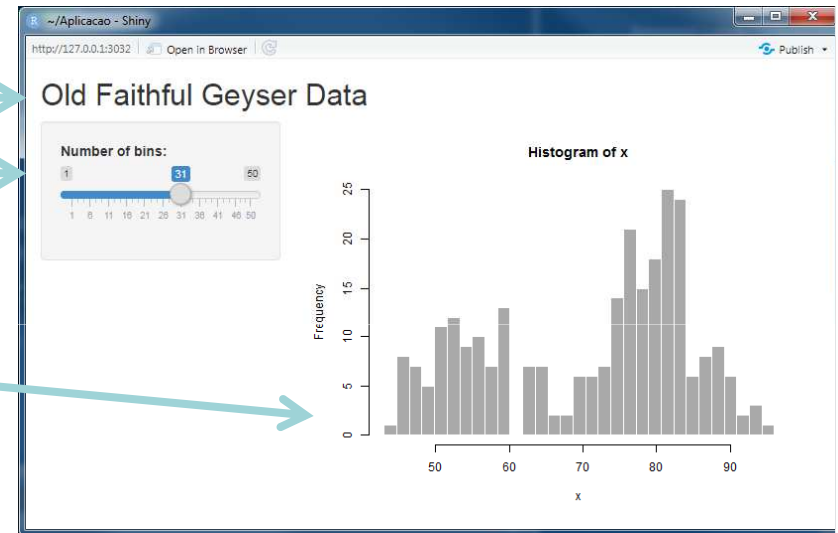 R ~/Aplicacao - Shiny
http://127.0.0.1:3032 Open in Browser Publish
Old Faithful Geyser Data
Number of bins:
1 31 50
1 6 11 16 21 26 31 36 41 46 50
Histogram of x
Frequency
25
20
15
10
5
0
50 60 70 80 90
x